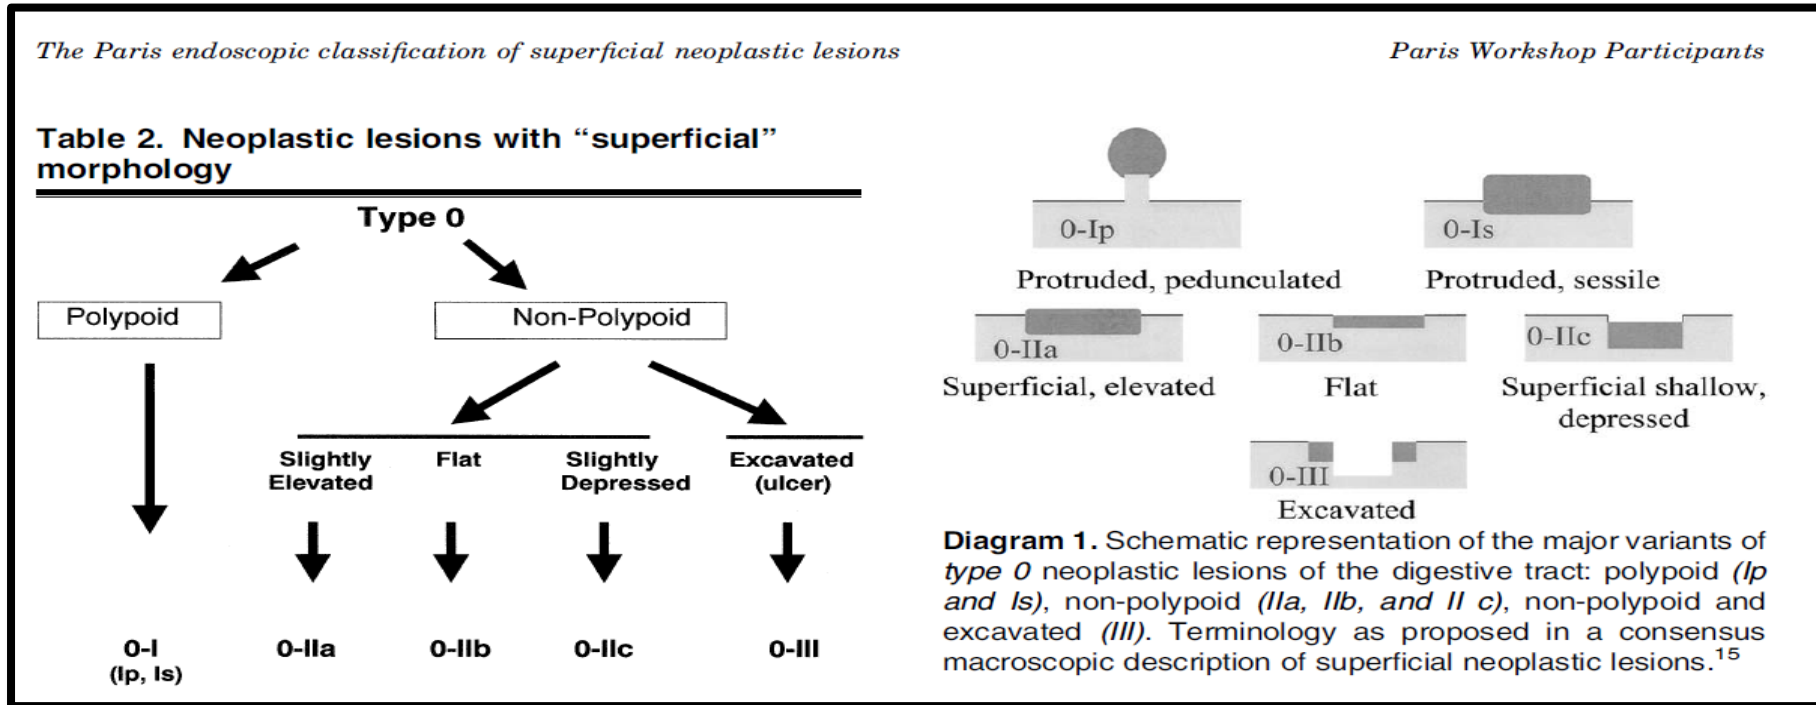 The Paris endoscopic classification of superficial neoplastic lesions
Paris Workshop Participants
Table 2. Neoplastic lesions with “superficial”
morphology
Type 0
Polypoid
Non-Polypoid
Slightly
Elevated
Flat
Slightly
Depressed
Excavated
(ulcer)
0-I
(Ip, Is)
0-IIa
0-IIb
0-IIc
0-III
0-Ip
Protruded, pedunculated
0-Is
Protruded, sessile
0-IIa
Superficial, elevated
0-IIb
Flat
0-IIc
Superficial shallow,
depressed
0-III
Excavated
Diagram 1. Schematic representation of the major variants of
type 0 neoplastic lesions of the digestive tract: polypoid (Ip
and Is), non-polypoid (IIa, IIb, and II c), non-polypoid and
excavated (III). Terminology as proposed in a consensus
macroscopic description of superficial neoplastic lesions.15